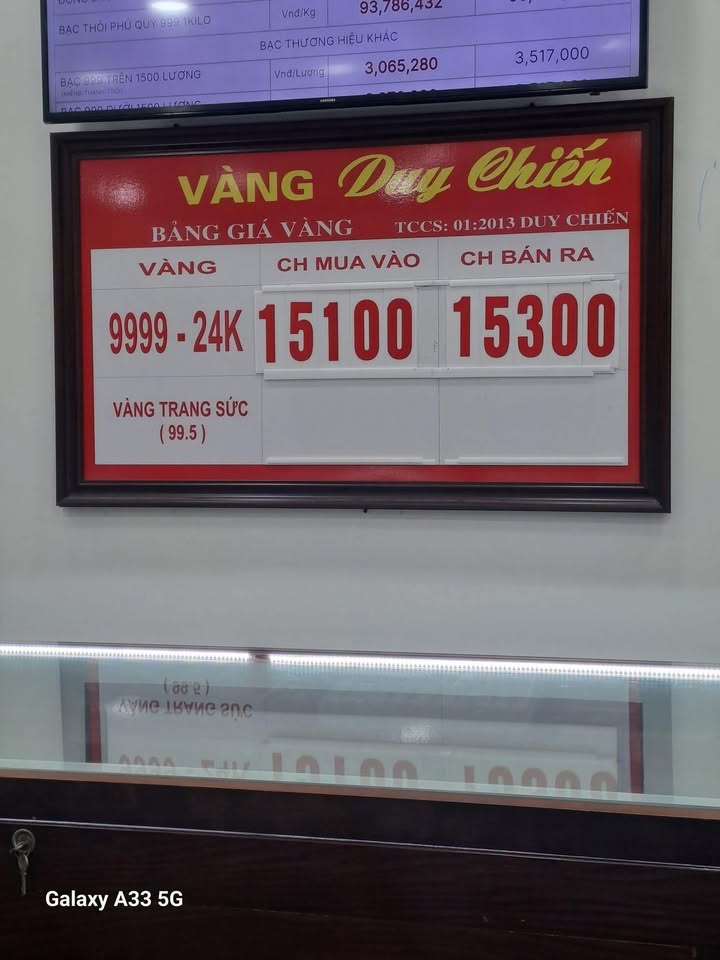 BẠC THỎI PHÚ QUÝ 999 1KILO Vnđ/Kg 93,786,432
BẠC THƯƠNG HIỆU KHÁC
BẠC 999 TRÊN 1500 LƯỢNG Vnđ/Lượng 3,065,280 3,517,000
SAMSUNG
VÀNG Duy Chiến
BẢNG GIÁ VÀNG TCCS: 01:2013 DUY CHIẾN
VÀNG CH MUA VÀO CH BÁN RA
9999 - 24K 15100 15300
VÀNG TRANG SỨC
( 99.5 )
Galaxy A33 5G